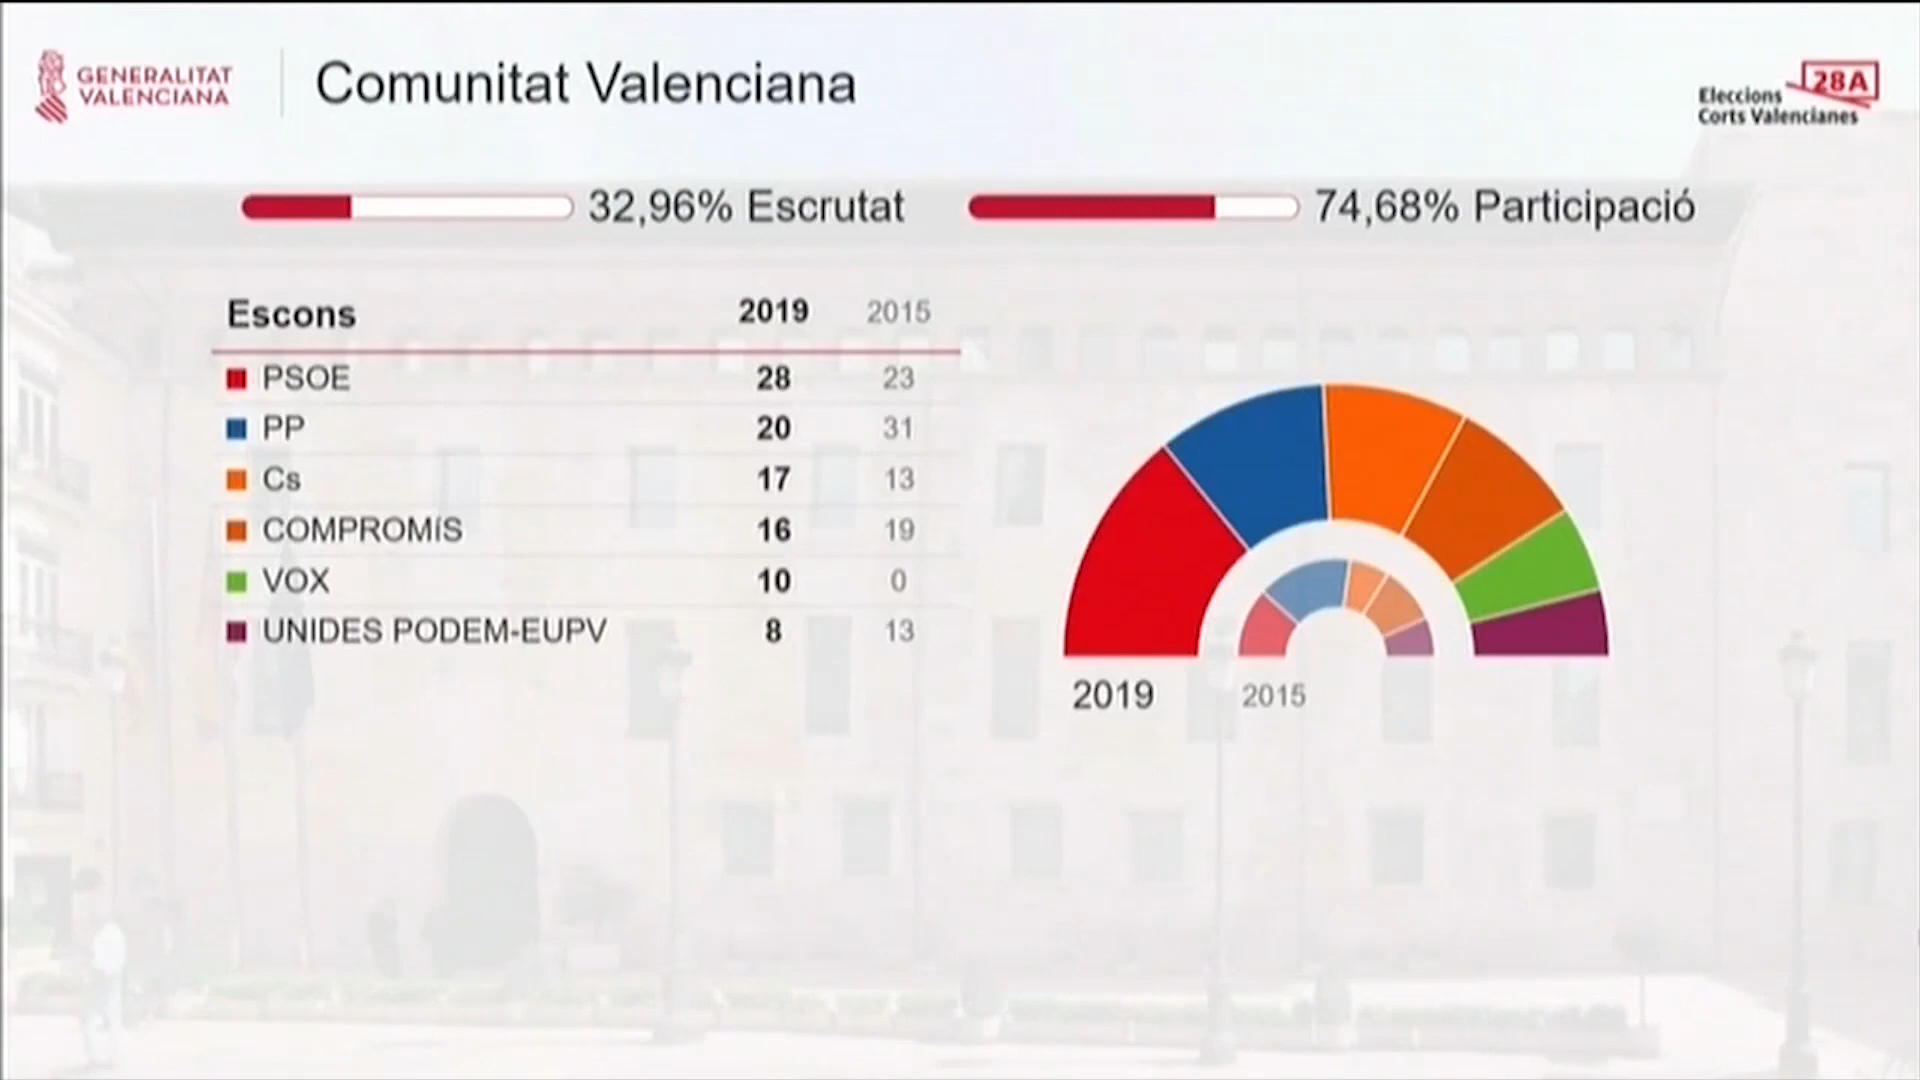 GENERALITAT
VALENCIANA
Comunitat Valenciana
28A
Eleccions
Corts Valencianes
32,96% Escrutat
74,68% Participació
Escons 2019 2015
PSOE 28 23
PP 20 31
Cs 17 13
COMPROMíS 16 19
VOX 10 0
UNIDES PODEM-EUPV 8 13
2019
2015